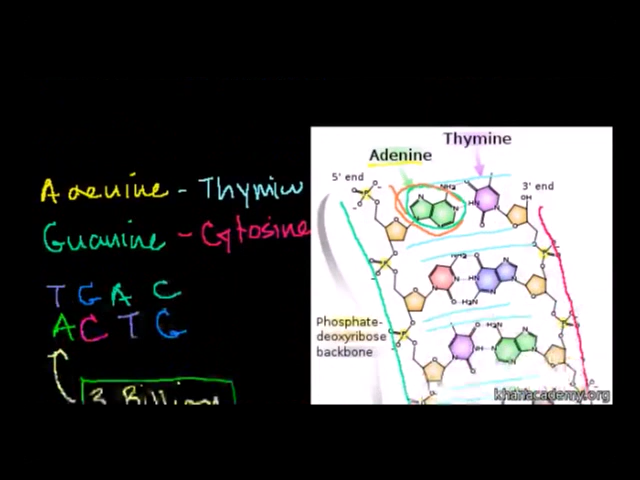 Adenine - Thymine
Guanine - Cytosine
T G A C
A C T G
3 Billion
Thymine
Adenine
5' end
3' end
Phosphate-
deoxyribose
backbone
khanacademy.org